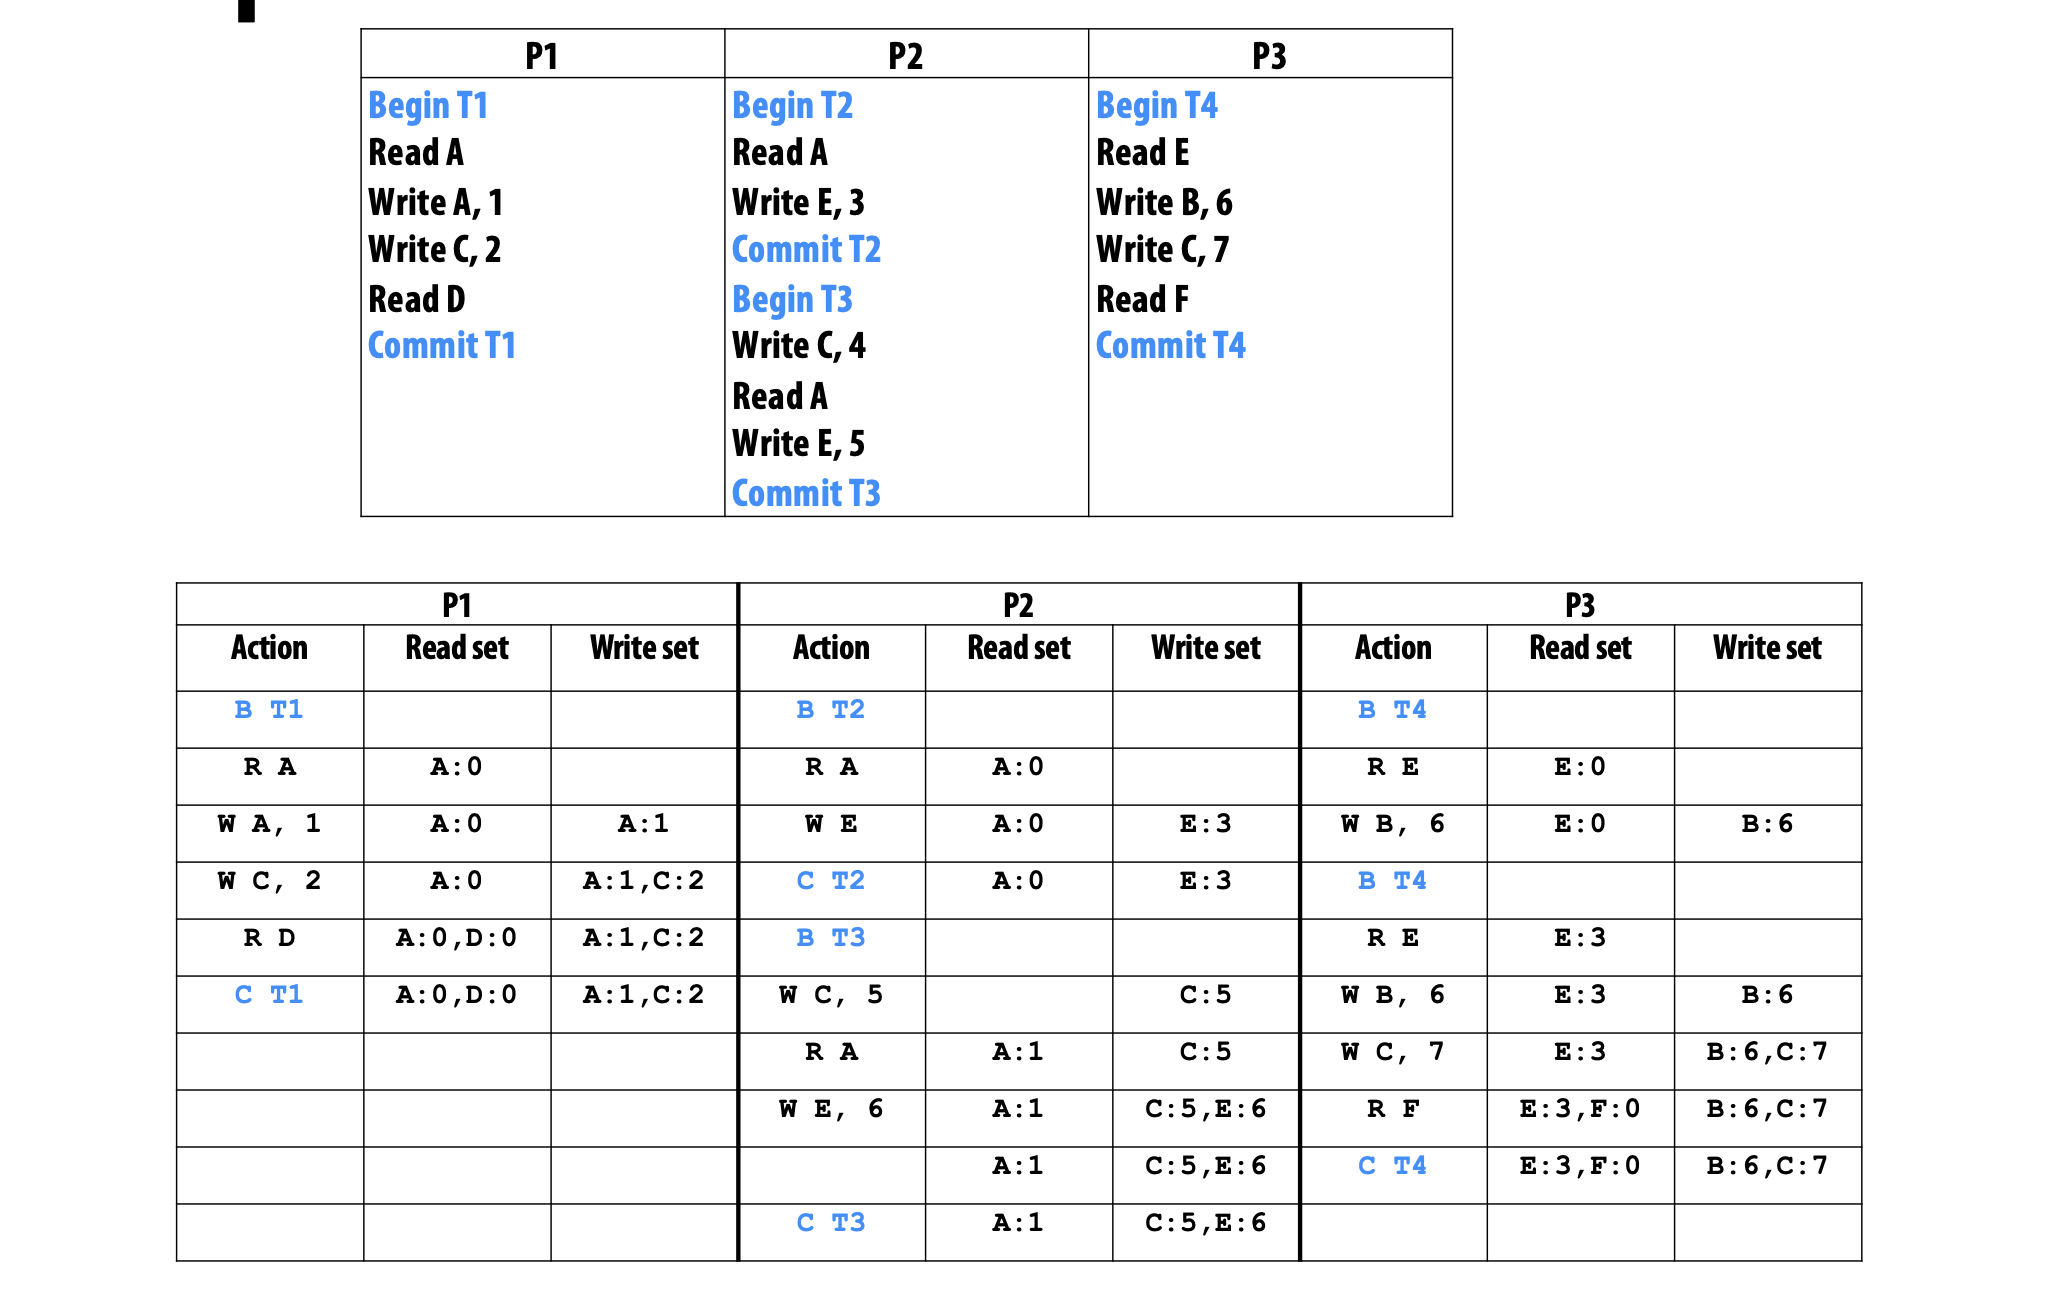 P1 P2 P3
Begin T1 Begin T2 Begin T4
Read A Read A Read E
Write A, 1 Write E, 3 Write B, 6
Write C, 2 Commit T2 Write C, 7
Read D Begin T3 Read F
Commit T1 Write C, 4 Commit T4
Read A
Write E, 5
Commit T3
P1 P2 P3
Action Read set Write set Action Read set Write set Action Read set Write set
B T1 B T2 B T4
R A A:0 R A A:0 R E E:0
W A, 1 A:0 A:1 W E A:0 E:3 W B, 6 E:0 B:6
W C, 2 A:0 A:1,C:2 C T2 A:0 E:3 B T4
R D A:0,D:0 A:1,C:2 B T3 R E E:3
C T1 A:0,D:0 A:1,C:2 W C, 5 C:5 W B, 6 E:3 B:6
R A A:1 C:5 W C, 7 E:3 B:6,C:7
W E, 6 A:1 C:5,E:6 R F E:3,F:0 B:6,C:7
A:1 C:5,E:6 C T4 E:3,F:0 B:6,C:7
C T3 A:1 C:5,E:6